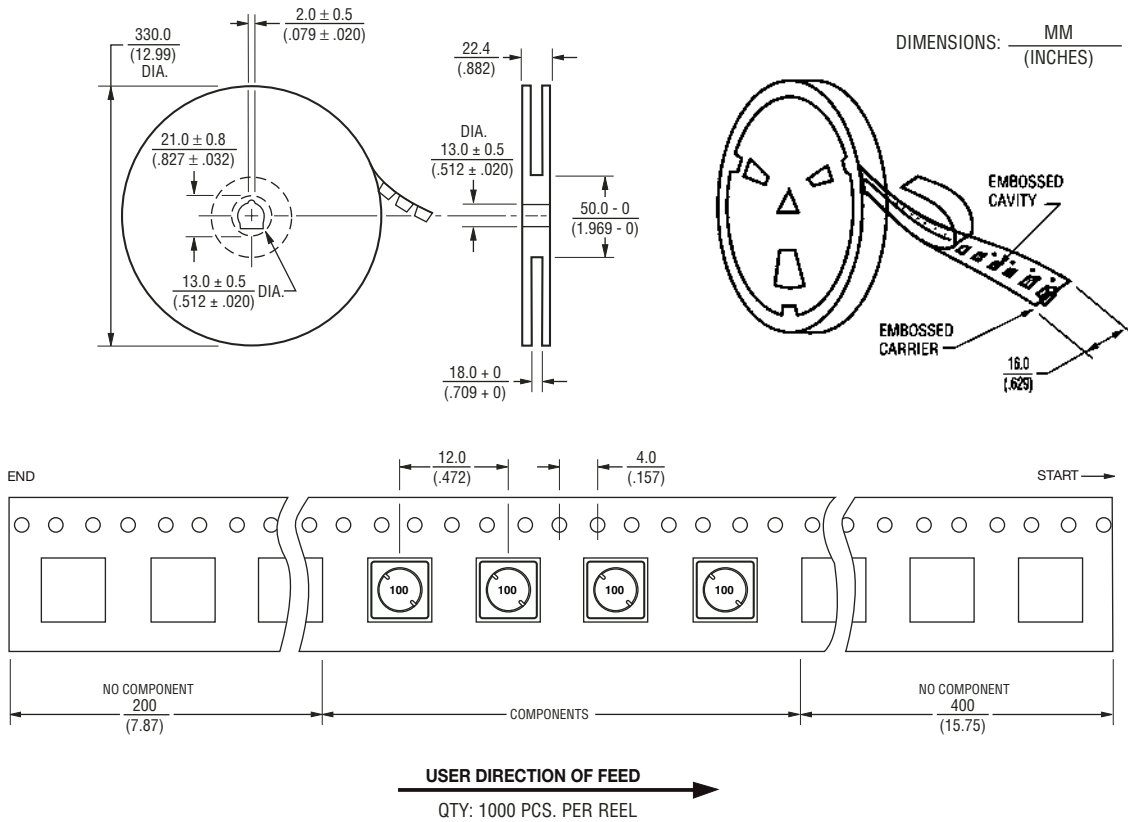 2.0 ± 0.5
(.079 ± .020)
330.0
(12.99)
DIA.
22.4
(.882)
DIMENSIONS: MM
(INCHES)
21.0 ± 0.8
(.827 ± .032)
DIA.
13.0 ± 0.5
(.512 ± .020)
50.0 - 0
(1.969 - 0)
13.0 ± 0.5
(.512 ± .020)
DIA.
18.0 + 0
(.709 + 0)
EMBOSSED
CAVITY
EMBOSSED
CARRIER
16.0
(.629)
END
12.0
(.472)
4.0
(.157)
START
100
100
100
100
NO COMPONENT
200
(7.87)
COMPONENTS
NO COMPONENT
400
(15.75)
USER DIRECTION OF FEED
QTY: 1000 PCS. PER REEL